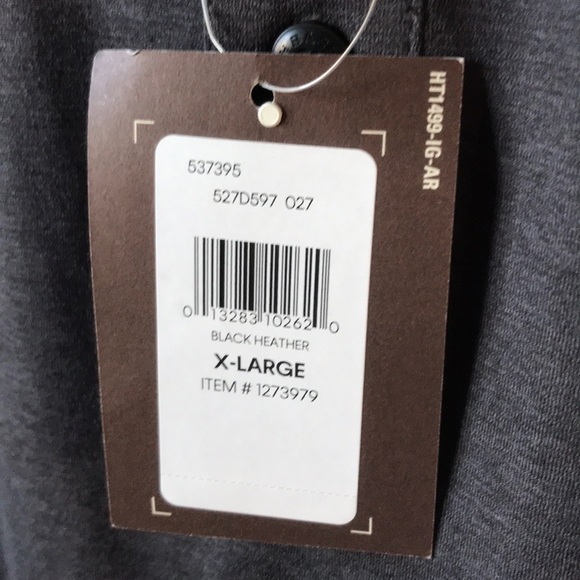 HT1499-IG-AR
537395
527D597 027
0 13283 10262 0
BLACK HEATHER
X-LARGE
ITEM # 1273979